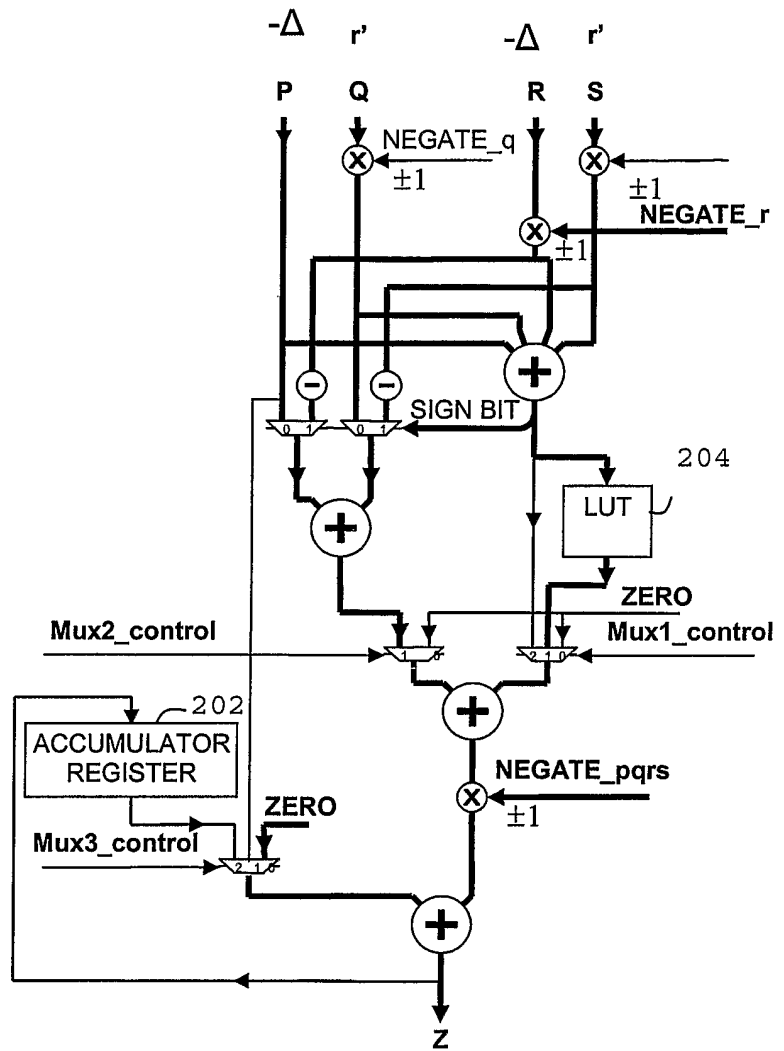 -Δ r' -Δ r'
P Q R S
NEGATE_q
X X
±1 ±1
NEGATE_r
X
±1
+
- -
SIGN BIT
0 1 0 1
204
LUT
+
ZERO
Mux2_control Mux1_control
1 0 2 1 0
202
ACCUMULATOR
REGISTER
+
NEGATE_pqrs
ZERO
X
±1
Mux3_control
2 1 0
+
Z